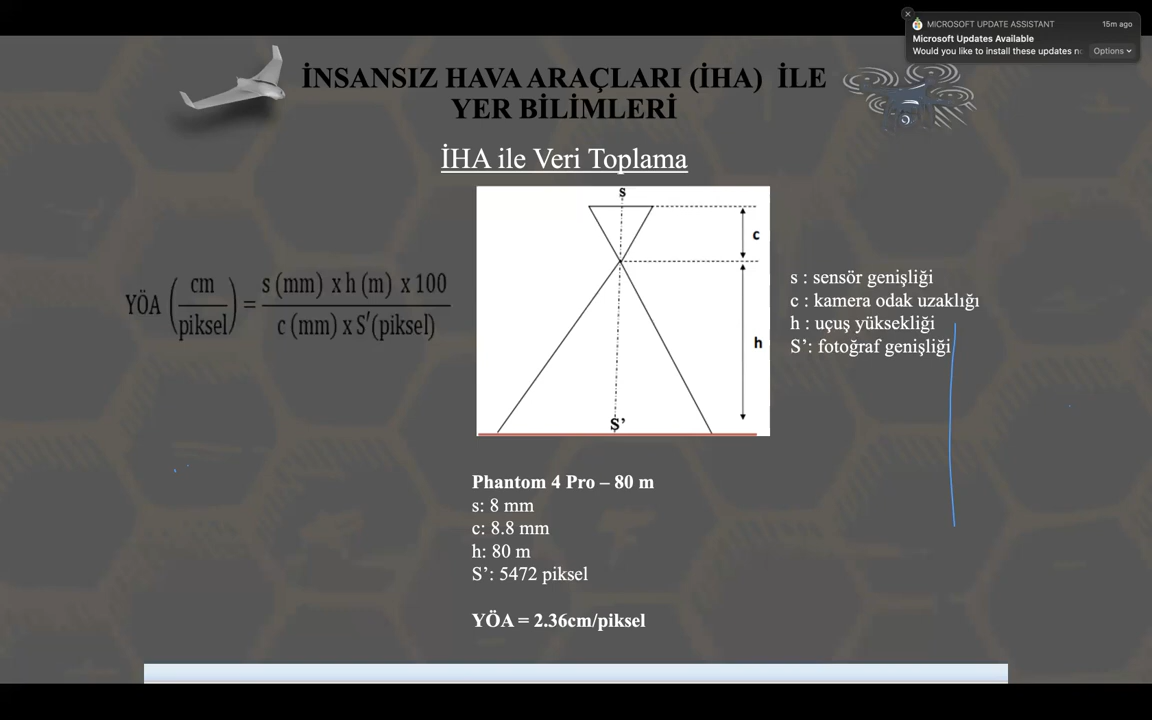 MICROSOFT UPDATE ASSISTANT 15m ago
Microsoft Updates Available
Would you like to install these updates
Options
İNSANSIZ HAVA ARAÇLARI (İHA) İLE
YER BİLİMLERİ
İHA ile Veri Toplama
YÖA (cm/piksel) = s (mm) x h (m) x 100 / c (mm) x S'(piksel)
s
c
h
S’
s : sensör genişliği
c : kamera odak uzaklığı
h : uçuş yüksekliği
S’: fotoğraf genişliği
Phantom 4 Pro – 80 m
s: 8 mm
c: 8.8 mm
h: 80 m
S’: 5472 piksel
YÖA = 2.36cm/piksel